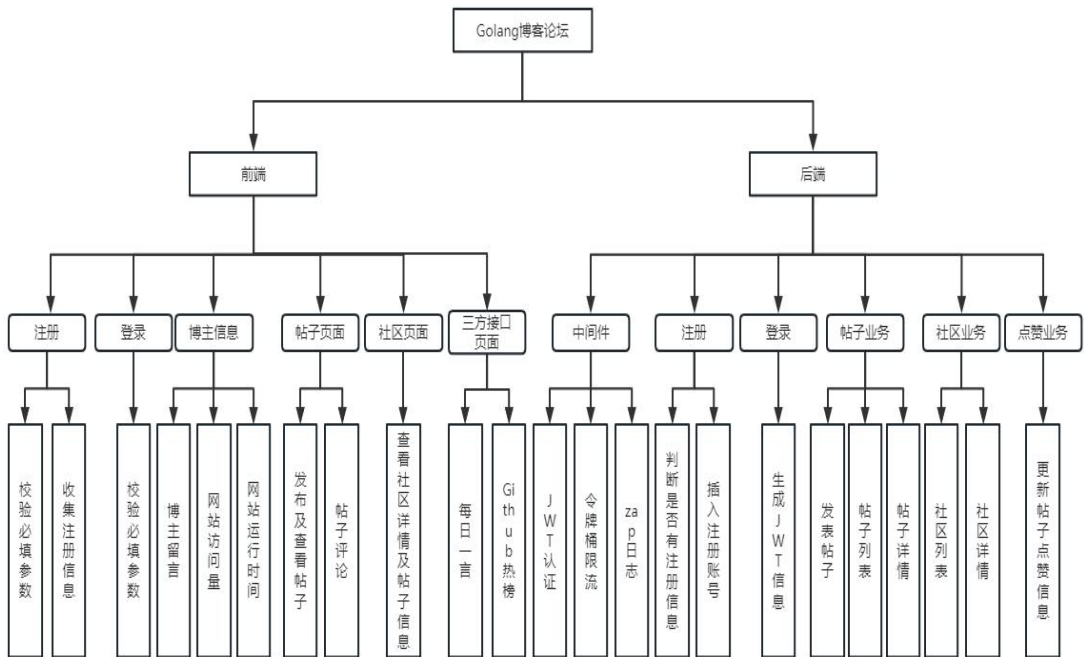 Golang博客论坛
前端
后端
注册
登录
博主信息
帖子页面
社区页面
三方接口
页面
中间件
注册
登录
帖子业务
社区业务
点赞业务
校验必填参数
收集注册信息
校验必填参数
博主留言
网站访问量
网站运行时间
发布及查看帖子
帖子评论
查看社区详情及帖子信息
每日一言
Github热榜
JWT认证
令牌桶限流
zap日志
判断是否有注册信息
插入注册账号
生成JWT信息
发表帖子
帖子列表
帖子详情
社区列表
社区详情
更新帖子点赞信息